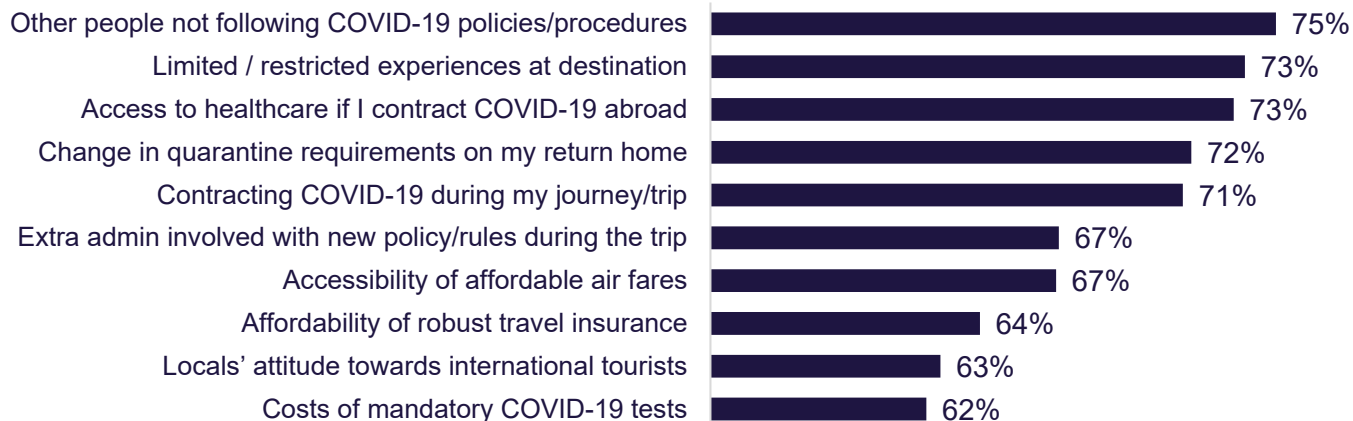 Other people not following COVID-19 policies/procedures 75%
Limited / restricted experiences at destination 73%
Access to healthcare if I contract COVID-19 abroad 73%
Change in quarantine requirements on my return home 72%
Contracting COVID-19 during my journey/trip 71%
Extra admin involved with new policy/rules during the trip 67%
Accessibility of affordable air fares 67%
Affordability of robust travel insurance 64%
Locals’ attitude towards international tourists 63%
Costs of mandatory COVID-19 tests 62%